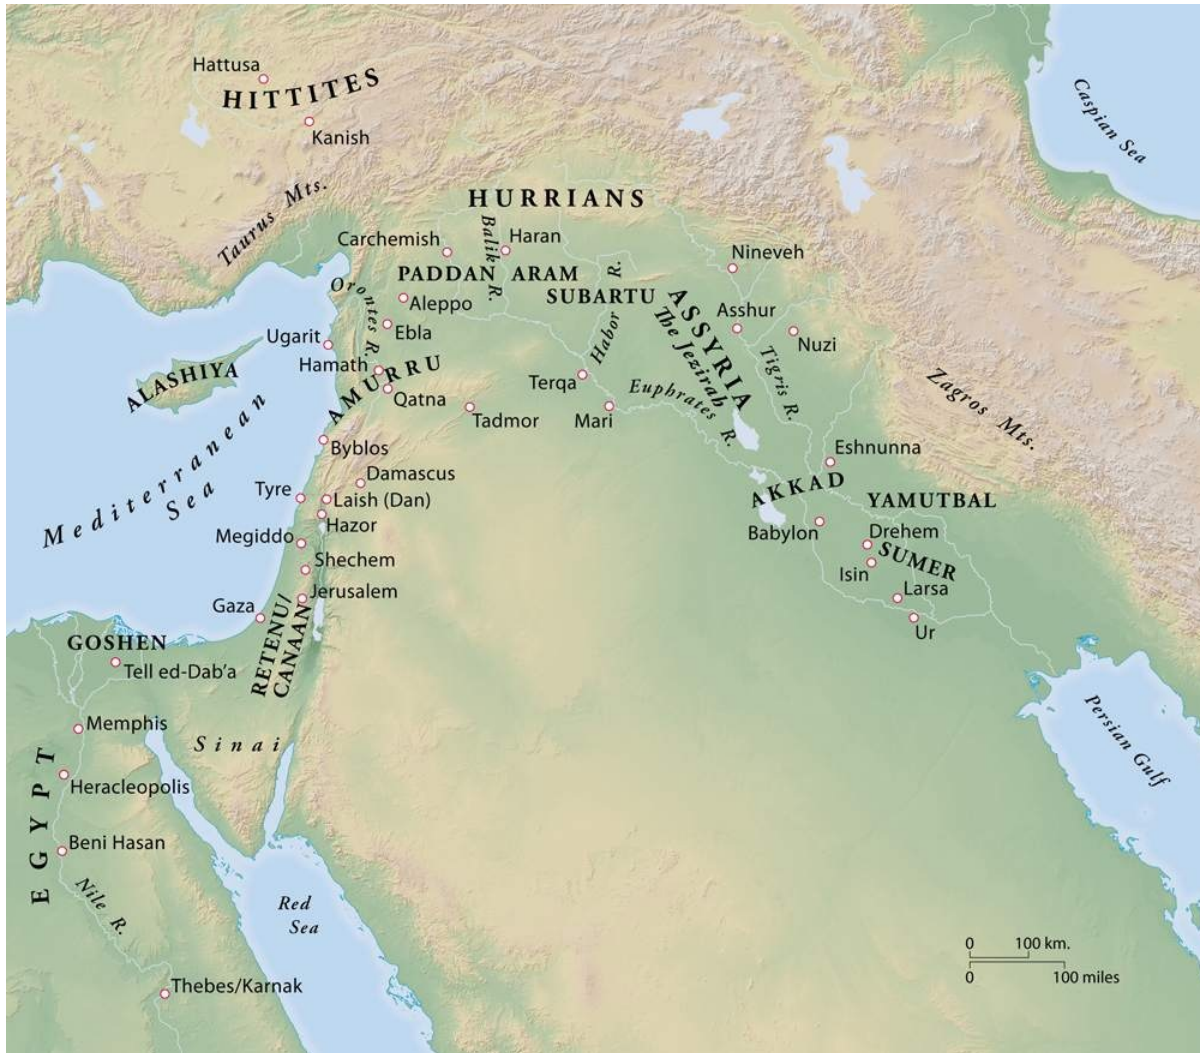 Hattusa
HITTITES
Kanish
Caspian Sea
Taurus Mts.
HURRIANS
Balik R.
Carchemish
Haran
Nineveh
PADDAN ARAM
Orontes R.
Aleppo
SUBARTU
Habor R.
ASSYRIA
The Jezirah
Asshur
Ebla
Nuzi
Ugarit
Hamath
Tigris R.
ALASHIYA
AMURRU
Terqa
Euphrates R.
Zagros Mts.
Qatna
Tadmor
Mari
Mediterranean
Sea
Byblos
Eshnunna
Damascus
Tyre
Laish (Dan)
AKKAD
YAMUTBAL
Hazor
Megiddo
Babylon
Drehem
Shechem
SUMER
Isin
Jerusalem
Larsa
Gaza
RETENU/
CANAAN
Ur
GOSHEN
Tell ed-Dab'a
Memphis
Sinai
Persian Gulf
EGYPT
Heracleopolis
Beni Hasan
Nile R.
Red
Sea
0 100 km.
0 100 miles
Thebes/Karnak